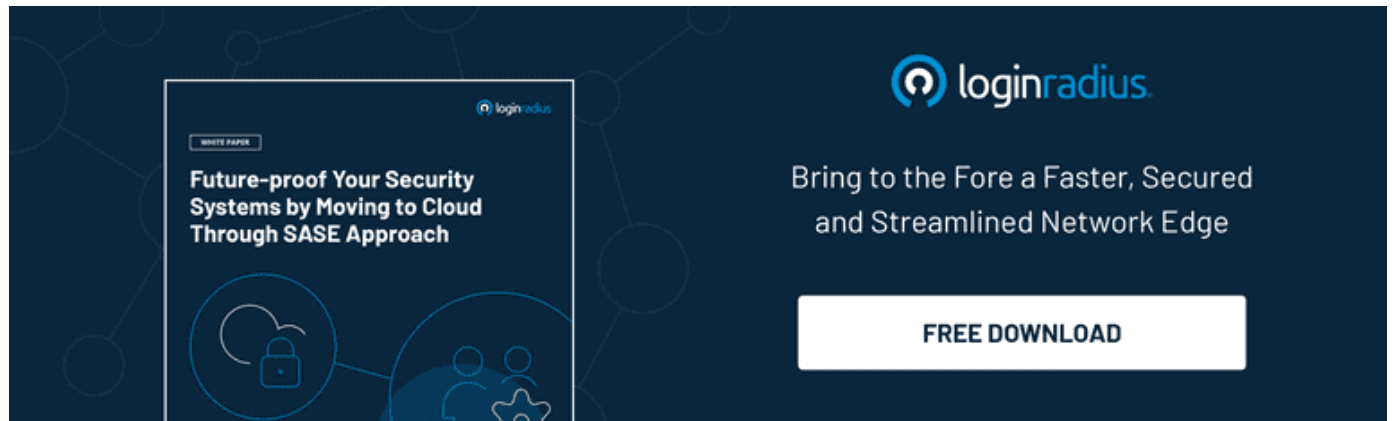 loginradius
WHITE PAPER
Future-proof Your Security
Systems by Moving to Cloud
Through SASE Approach
loginradius
Bring to the Fore a Faster, Secured
and Streamlined Network Edge
FREE DOWNLOAD